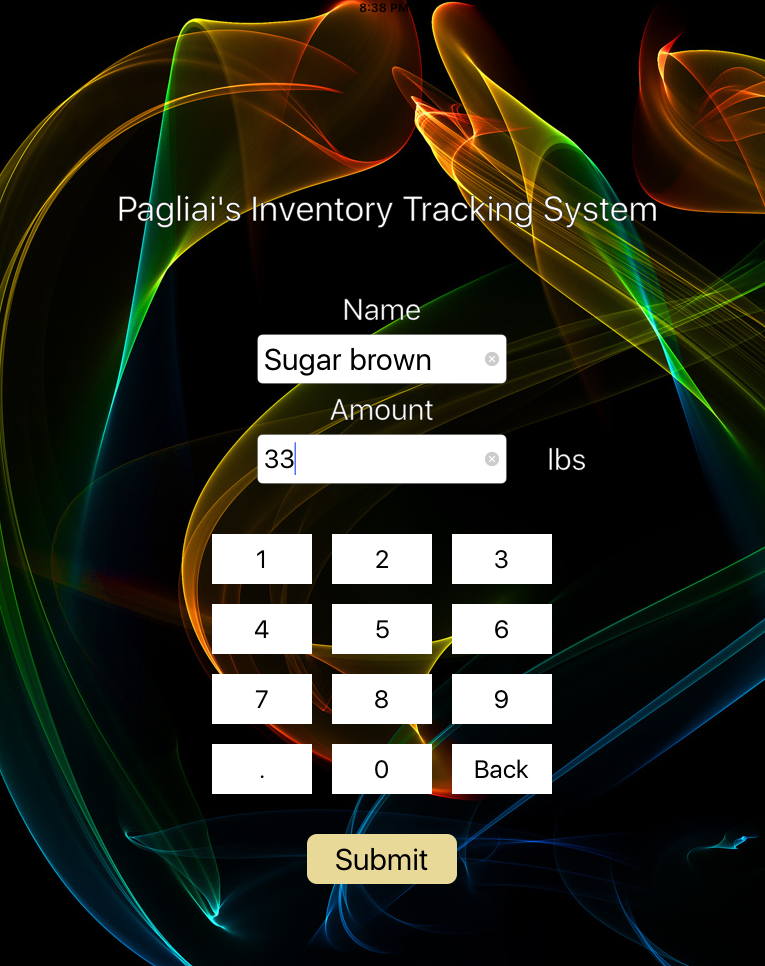 8:38 PM
Pagliai's Inventory Tracking System
Name
Sugar brown
Amount
33 lbs
1 2 3
4 5 6
7 8 9
. 0 Back
Submit